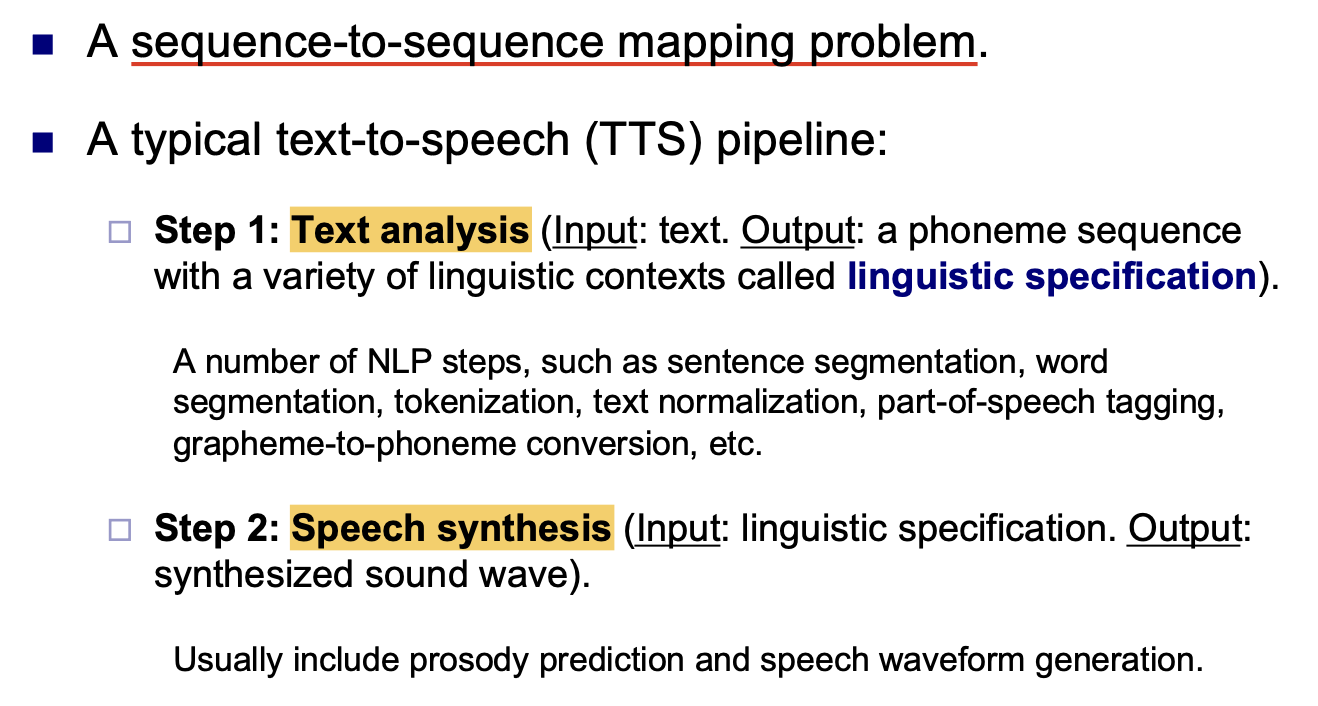 A sequence-to-sequence mapping problem.
A typical text-to-speech (TTS) pipeline:
Step 1: Text analysis (Input: text. Output: a phoneme sequence
with a variety of linguistic contexts called linguistic specification).
A number of NLP steps, such as sentence segmentation, word
segmentation, tokenization, text normalization, part-of-speech tagging,
grapheme-to-phoneme conversion, etc.
Step 2: Speech synthesis (Input: linguistic specification. Output:
synthesized sound wave).
Usually include prosody prediction and speech waveform generation.